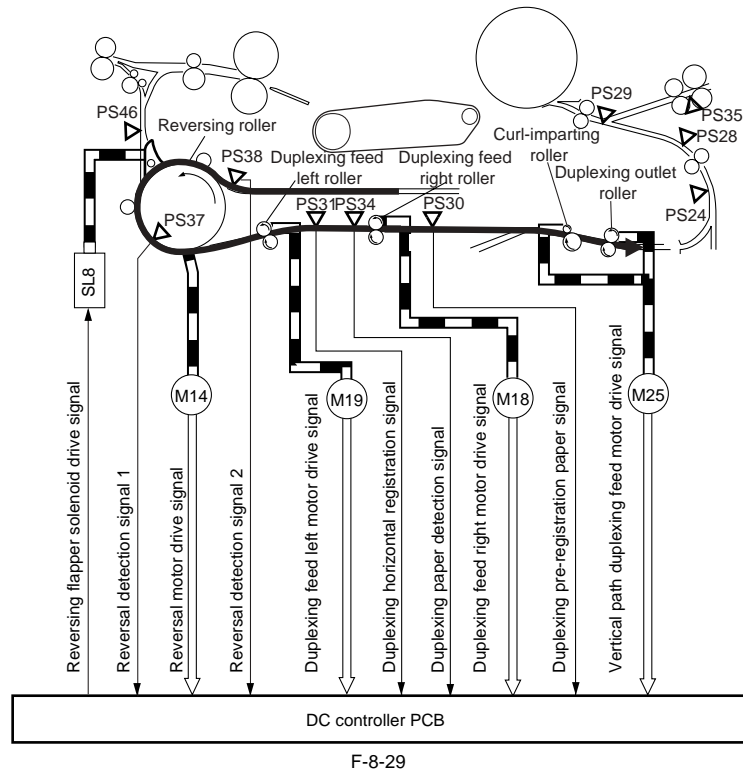 PS46
Reversing roller
PS38
Duplexing feed
left roller
Duplexing feed
right roller
PS29
PS35
PS28
Curl-imparting
roller
Duplexing outlet
roller
PS24
PS37
PS31
PS34
PS30
SL8
M14
M19
M18
M25
Reversing flapper solenoid drive signal
Reversal detection signal 1
Reversal motor drive signal
Reversal detection signal 2
Duplexing feed left motor drive signal
Duplexing horizontal registration signal
Duplexing paper detection signal
Duplexing feed right motor drive signal
Duplexing pre-registration paper signal
Vertical path duplexing feed motor drive signal
DC controller PCB
F-8-29